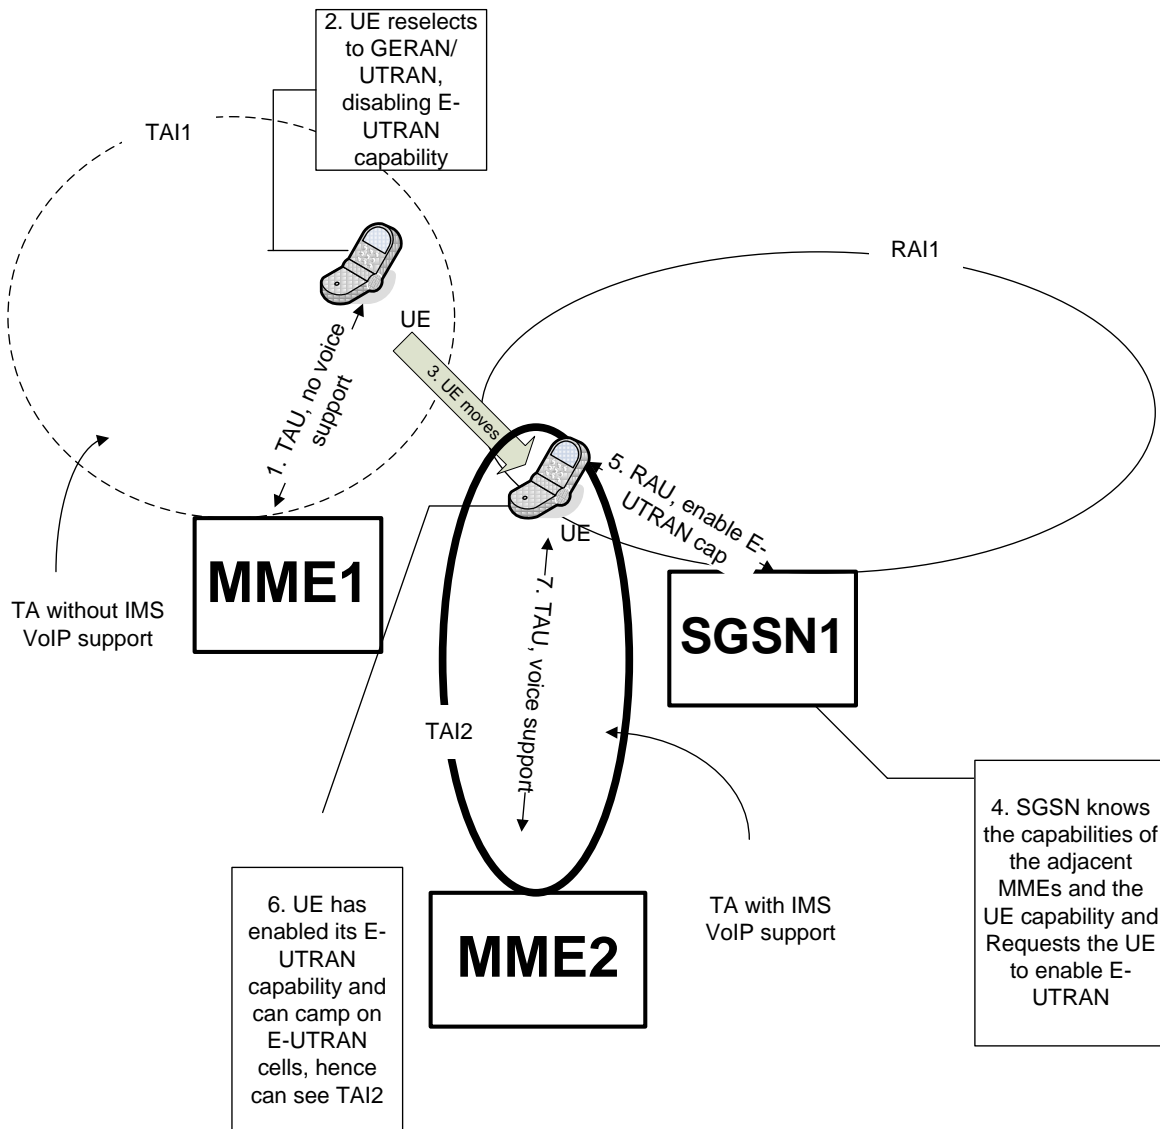 2. UE reselects
to GERAN/
UTRAN,
disabling E-
UTRAN
capability
TAI1
RAI1
UE
1. TAU, no voice
support
3. UE moves
5. RAU, enable E-
UTRAN cap
UE
MME1
TA without IMS
VoIP support
SGSN1
7. TAU, voice support
TAI2
4. SGSN knows
the capabilities of
the adjacent
MMEs and the
UE capability and
Requests the UE
to enable E-
UTRAN
6. UE has
enabled its E-
UTRAN
capability and
can camp on
E-UTRAN
cells, hence
can see TAI2
TA with IMS
VoIP support
MME2